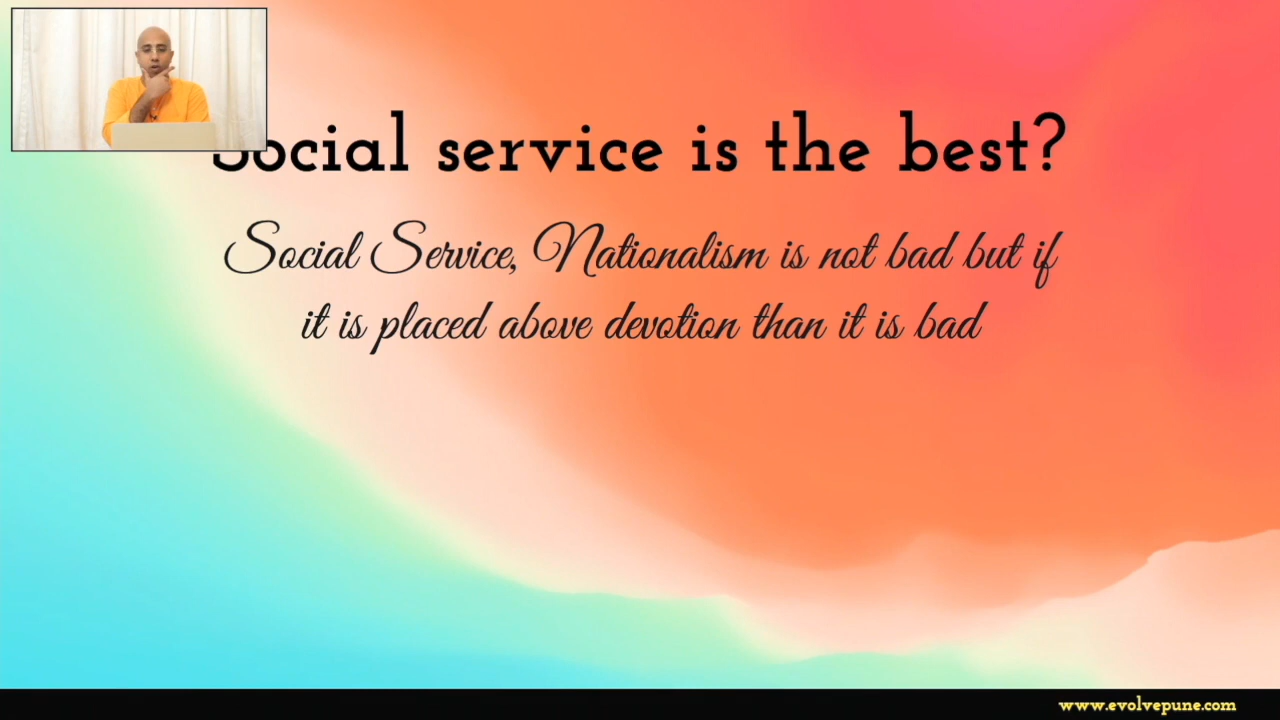 Social service is the best?
Social Service, Nationalism is not bad but if
it is placed above devotion than it is bad
www.evolvepune.com